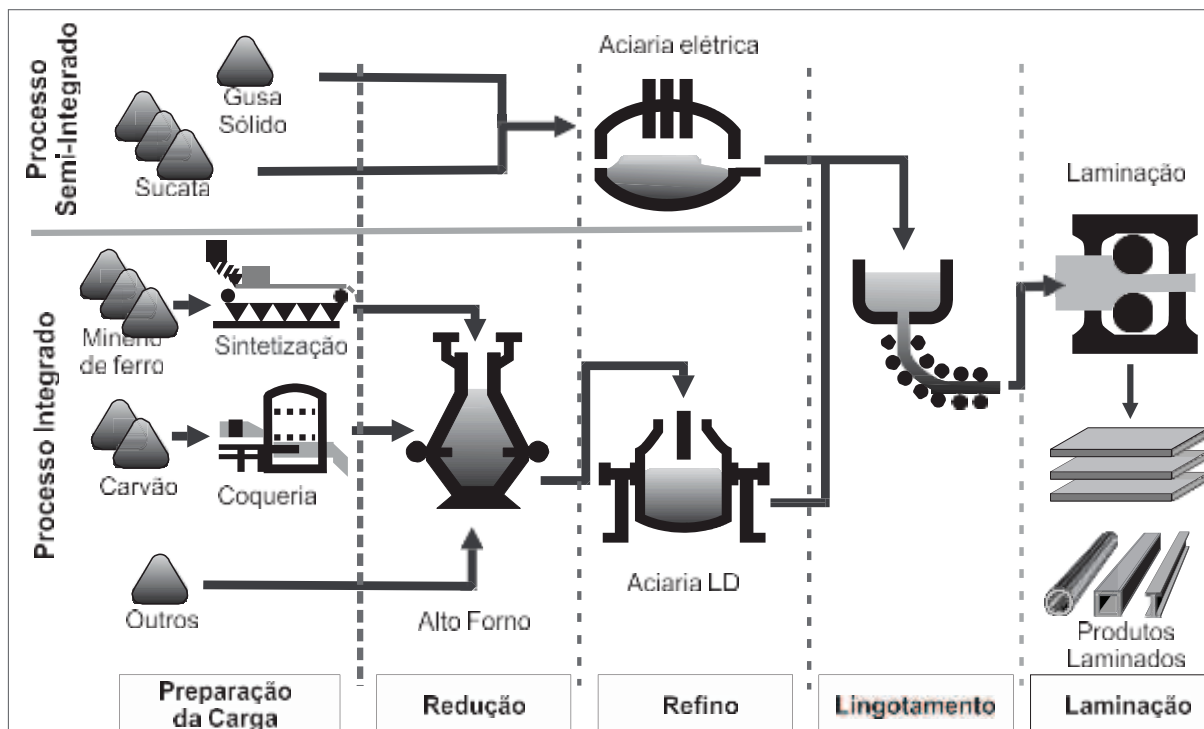 Processo
Semi-Integrado
Gusa
Sólido
Sucata
Aciaria elétrica
Laminação
Processo Integrado
Minério
de ferro
Sintetização
Carvão
Coqueria
Outros
Alto Forno
Aciaria LD
Produtos
Laminados
Preparação
da Carga
Redução
Refino
Lingotamento
Laminação